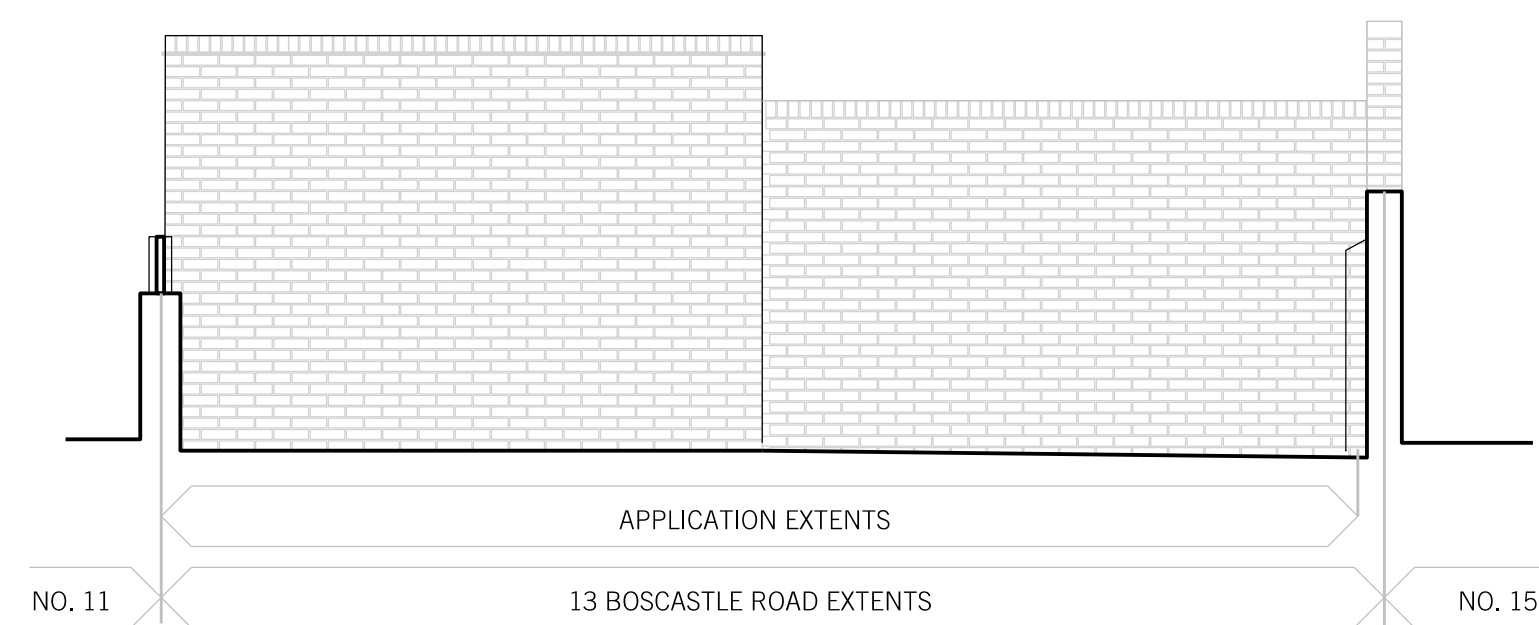 APPLICATION EXTENTS
NO. 11
13 BOSCASTLE ROAD EXTENTS
NO. 15